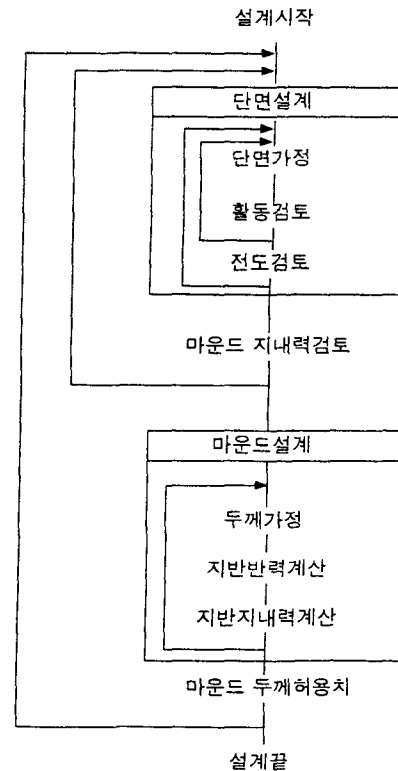 설계시작
단면설계
단면가정
활동검토
전도검토
마운드 지내력검토
마운드설계
두께가정
지반반력계산
지반지내력계산
마운드 두께허용치
설계끝